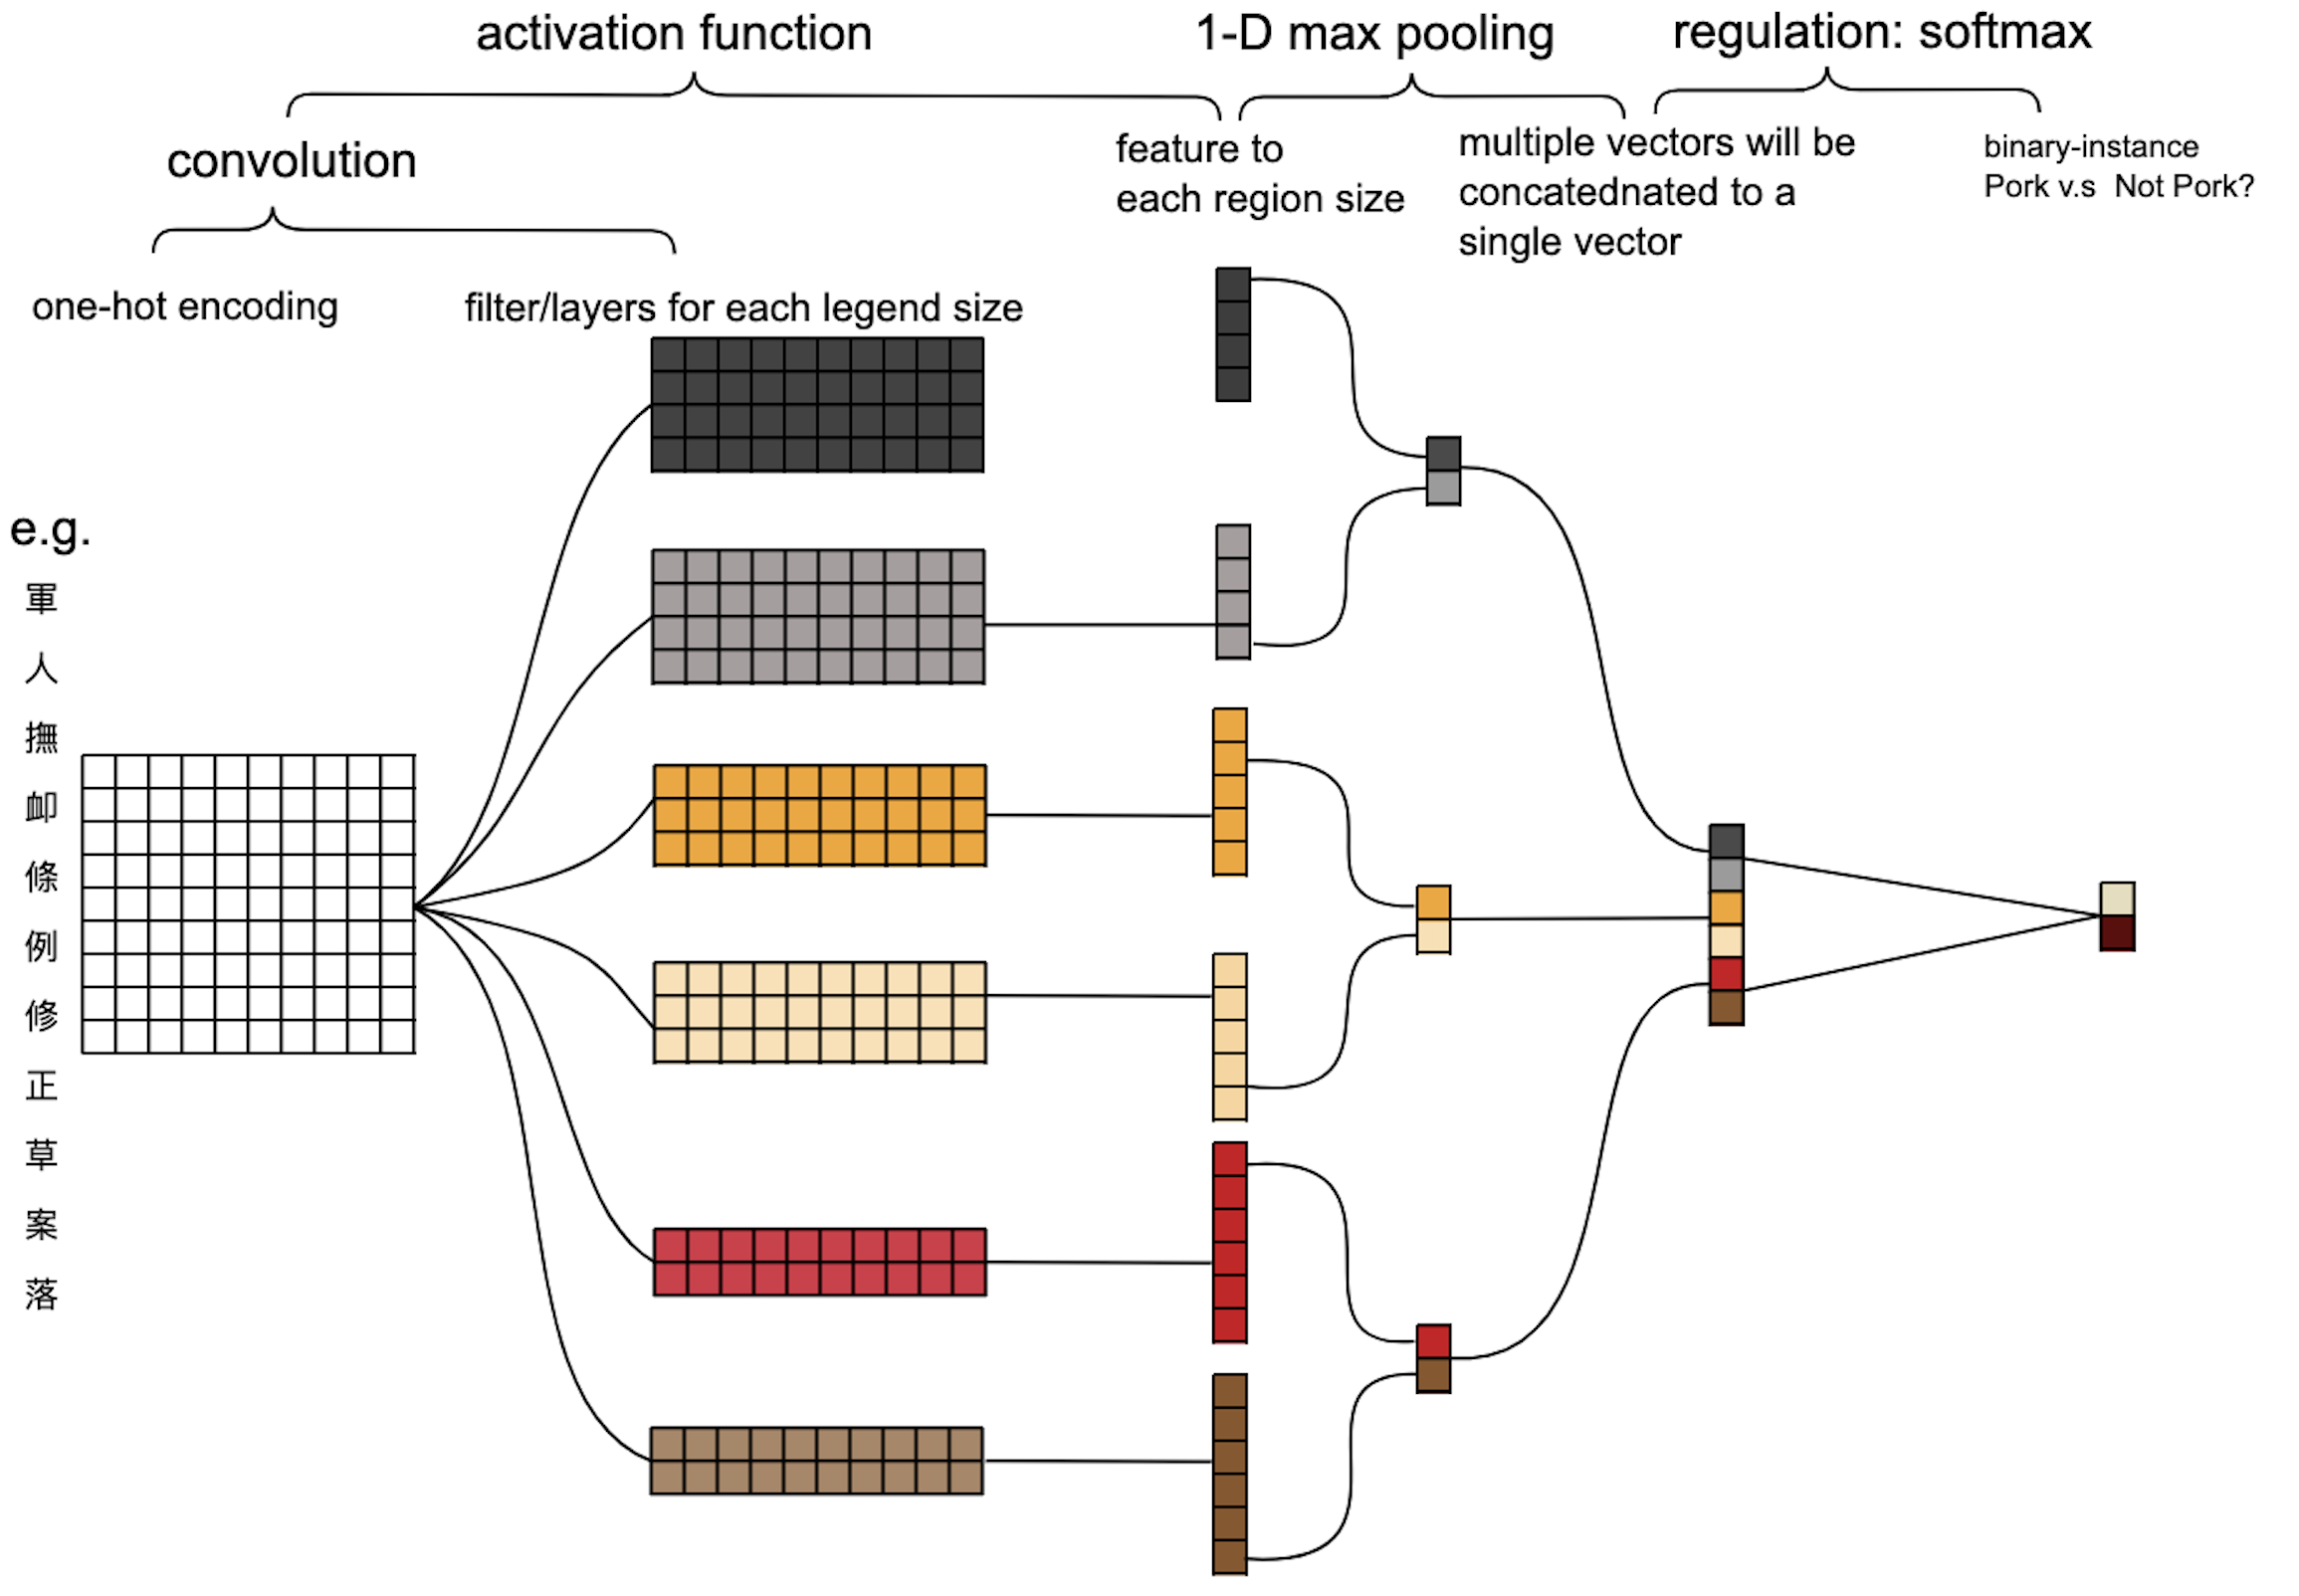 activation function
1-D max pooling
regulation: softmax
convolution
feature to
each region size
multiple vectors will be
concatednated to a
single vector
binary-instance
Pork v.s Not Pork?
one-hot encoding
filter/layers for each legend size
e.g.
軍
人
撫
卹
條
例
修
正
草
案
落